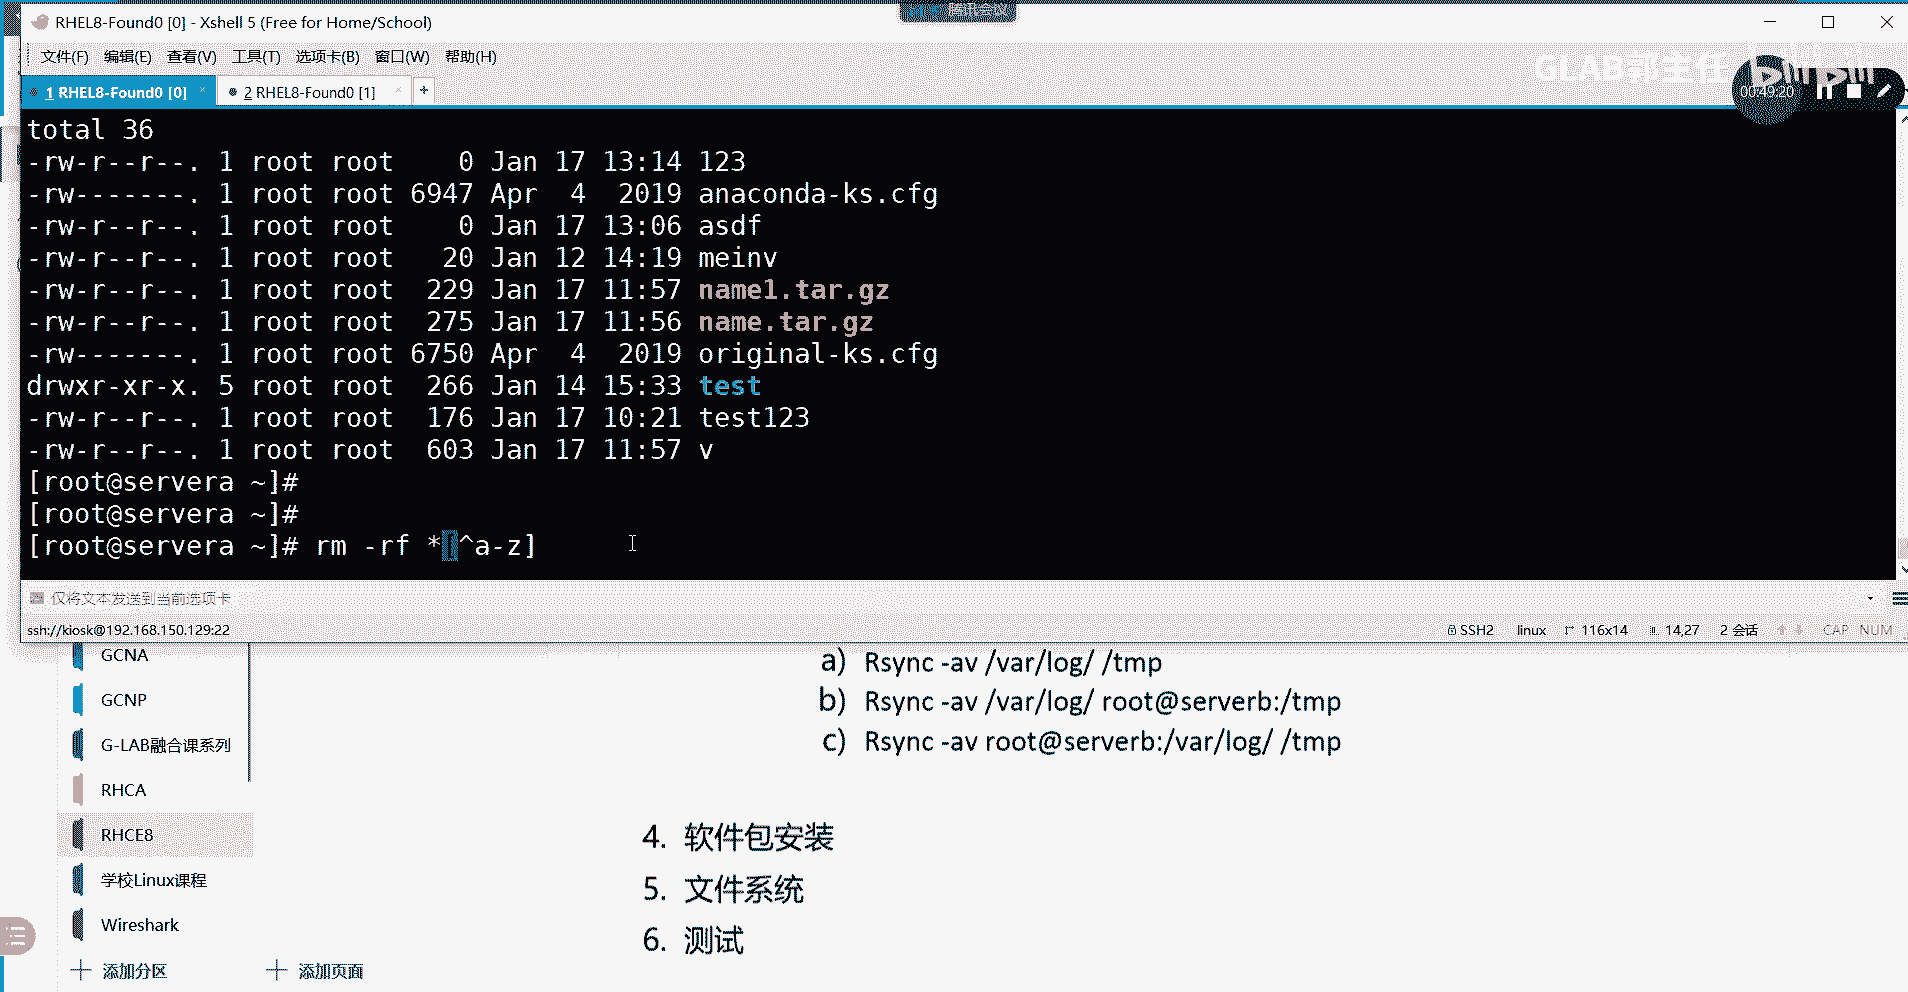 腾讯会议
RHEL8-Found0 [0] - Xshell 5 (Free for Home/School)
文件(F) 编辑(E) 查看(V) 工具(T) 选项卡(B) 窗口(W) 帮助(H)
GLAB郭主任 bilibili
00:49:20
1 RHEL8-Found0 [0] × 2 RHEL8-Found0 [1] × +
total 36
-rw-r--r--. 1 root root    0 Jan 17 13:14 123
-rw-------. 1 root root 6947 Apr  4  2019 anaconda-ks.cfg
-rw-r--r--. 1 root root    0 Jan 17 13:06 asdf
-rw-r--r--. 1 root root   20 Jan 12 14:19 meinv
-rw-r--r--. 1 root root  229 Jan 17 11:57 name1.tar.gz
-rw-r--r--. 1 root root  275 Jan 17 11:56 name.tar.gz
-rw-------. 1 root root 6750 Apr  4  2019 original-ks.cfg
drwxr-xr-x. 5 root root  266 Jan 14 15:33 test
-rw-r--r--. 1 root root  176 Jan 17 10:21 test123
-rw-r--r--. 1 root root  603 Jan 17 11:57 v
[root@servera ~]#
[root@servera ~]#
[root@servera ~]# rm -rf *[^a-z]
仅将文本发送到当前选项卡
ssh://kiosk@192.168.150.129:22 SSH2 linux 116x14 14,27 2 会话 CAP NUM
GCNA
GCNP
G-LAB融合课系列
RHCA
RHCE8
学校Linux课程
Wireshark
添加分区 添加页面
a) Rsync -av /var/log/ /tmp
b) Rsync -av /var/log/ root@serverb:/tmp
c) Rsync -av root@serverb:/var/log/ /tmp
4. 软件包安装
5. 文件系统
6. 测试